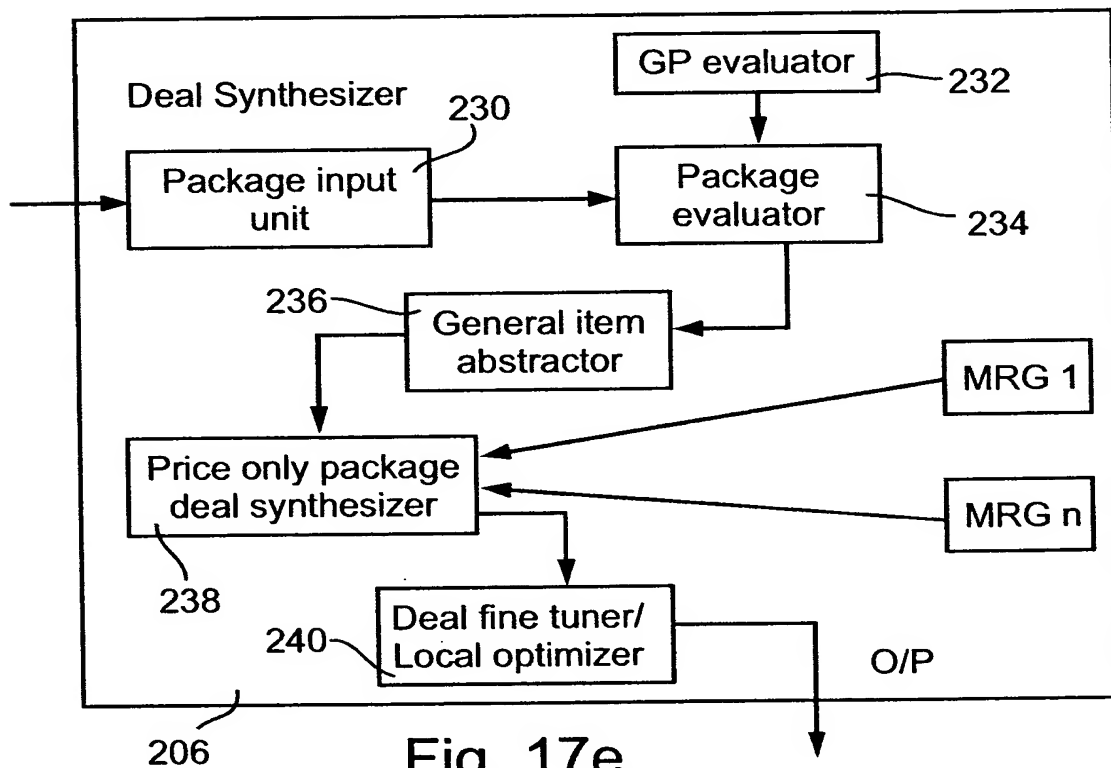 GP evaluator
232
Deal Synthesizer
230
Package input
unit
Package
evaluator
234
236
General item
abstractor
MRG 1
Price only package
deal synthesizer
MRG n
238
Deal fine tuner/
Local optimizer
240
O/P
206
Fig. 17e